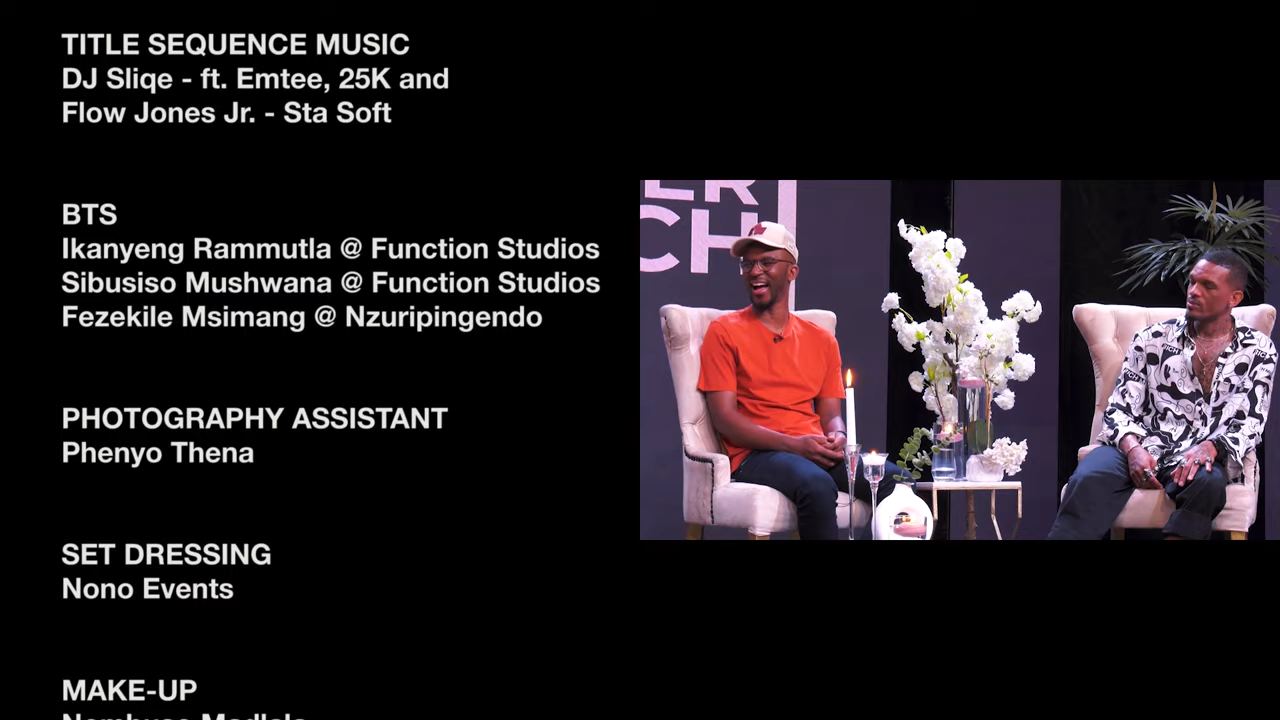 TITLE SEQUENCE MUSIC
DJ Sliqe - ft. Emtee, 25K and
Flow Jones Jr. - Sta Soft
BTS
Ikanyeng Rammutla @ Function Studios
Sibusiso Mushwana @ Function Studios
Fezekile Msimang @ Nzuripingendo
PHOTOGRAPHY ASSISTANT
Phenyo Thena
SET DRESSING
Nono Events
MAKE-UP